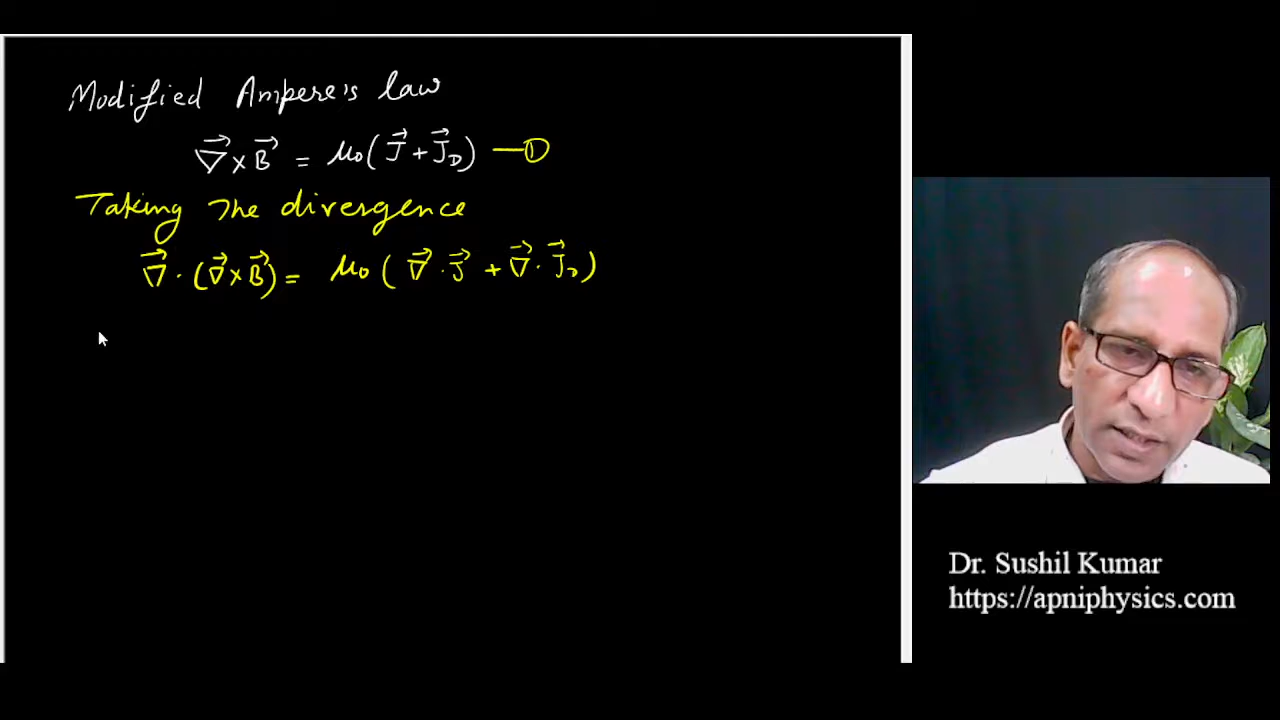 Modified Ampere's law
∇⃗ × B⃗ = μ₀( J⃗ + J⃗_D ) —①
Taking The divergence
∇⃗ · (∇⃗ × B⃗) = μ₀( ∇⃗ · J⃗ + ∇⃗ · J⃗_D )
Dr. Sushil Kumar
https://apniphysics.com